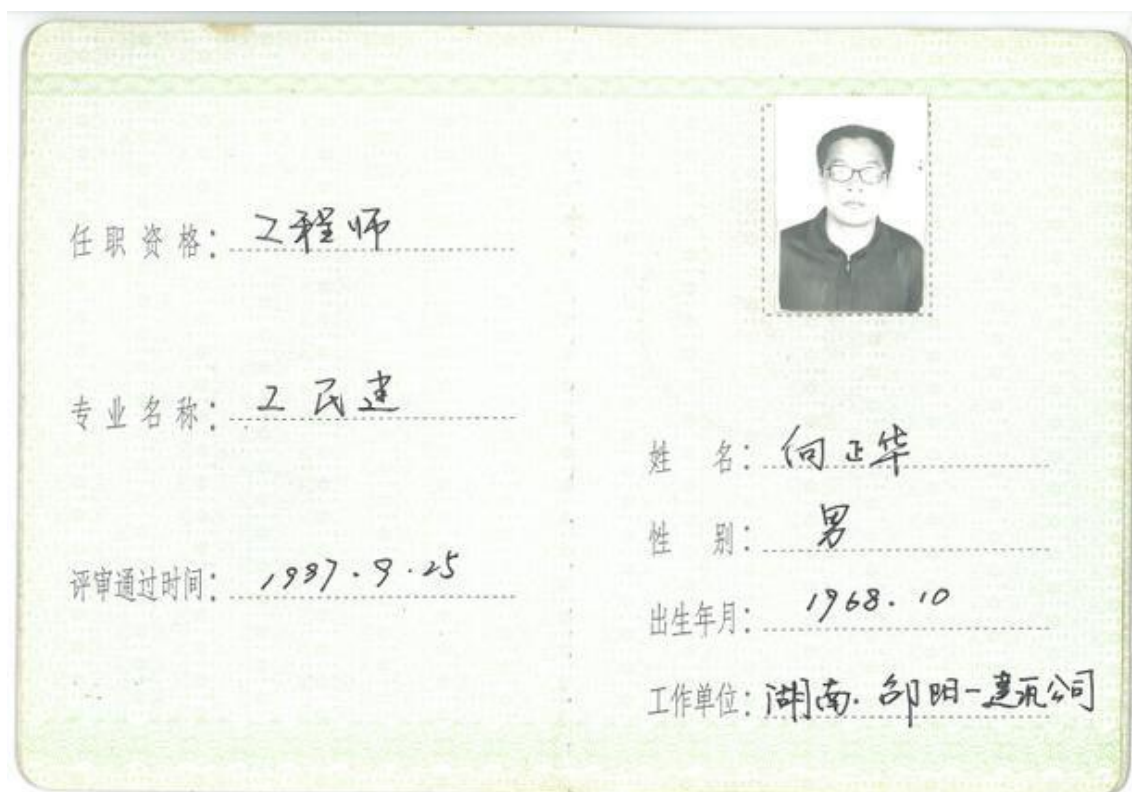 任职资格：工程师
专业名称：工民建
评审通过时间：1997.9.25
姓名：向正华
性别：男
出生年月：1968.10
工作单位：湖南.邵阳一建筑公司